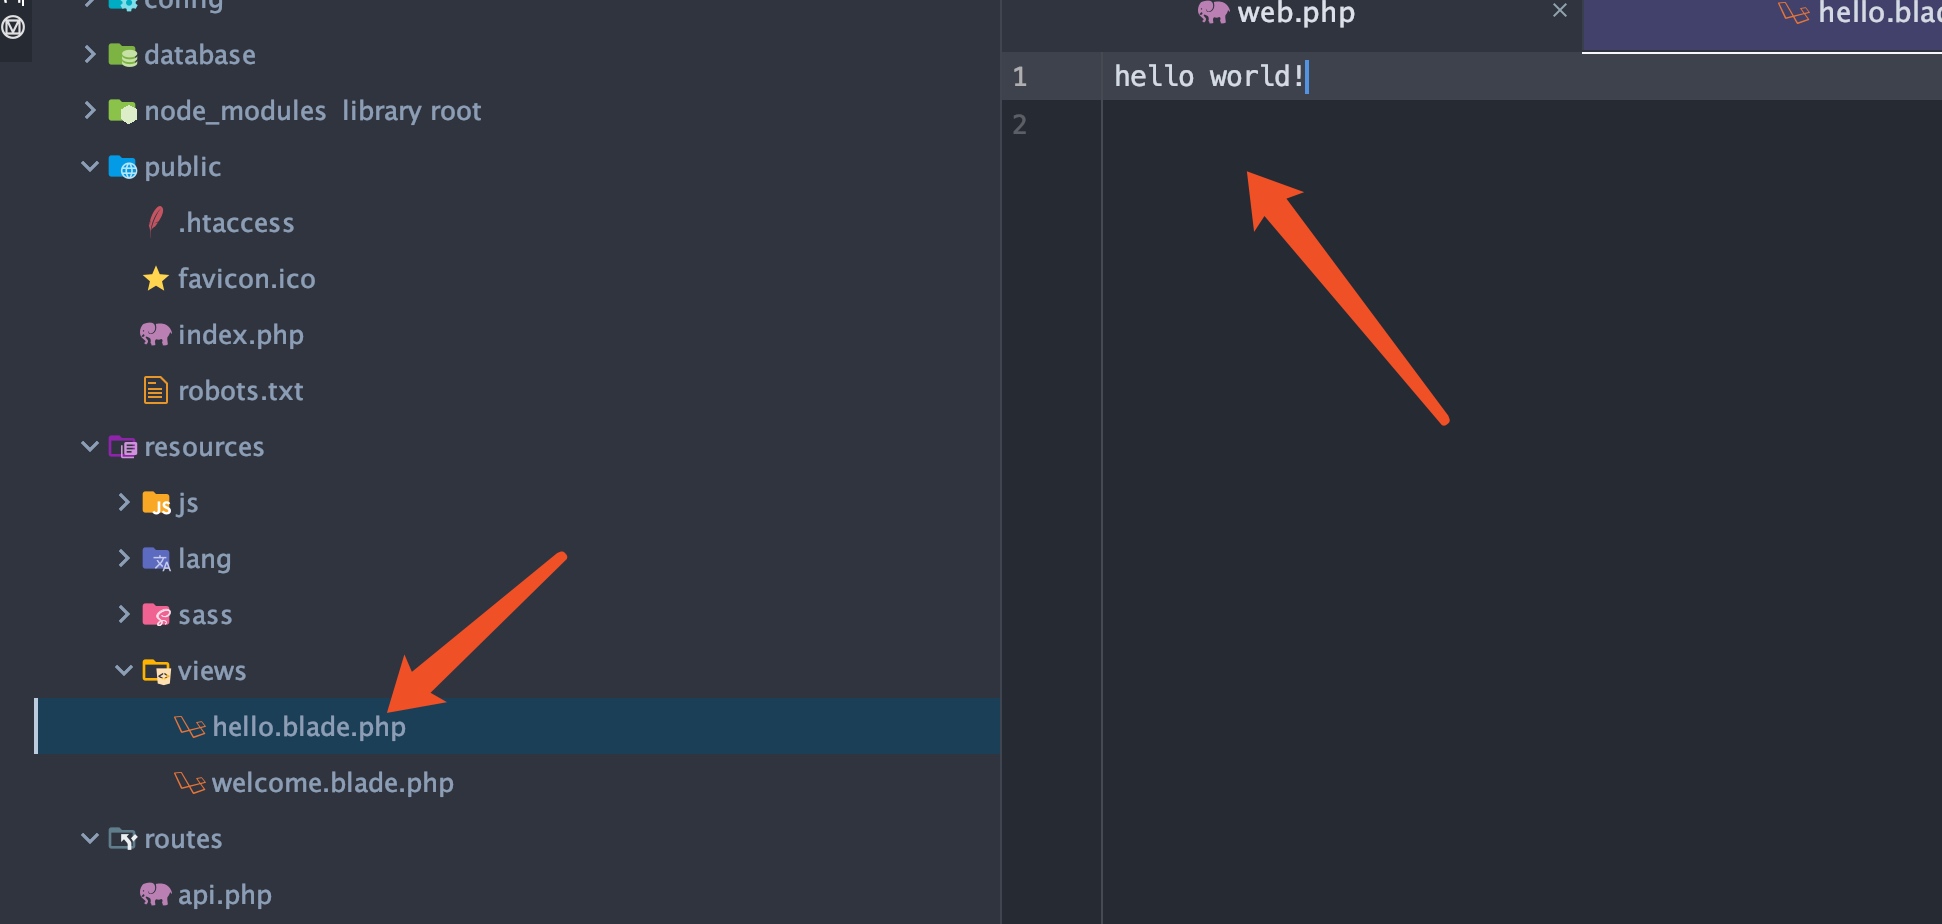 config
database
node_modules library root
public
.htaccess
favicon.ico
index.php
robots.txt
resources
js
lang
sass
views
hello.blade.php
welcome.blade.php
routes
api.php
web.php
hello.bla
1 hello world!
2